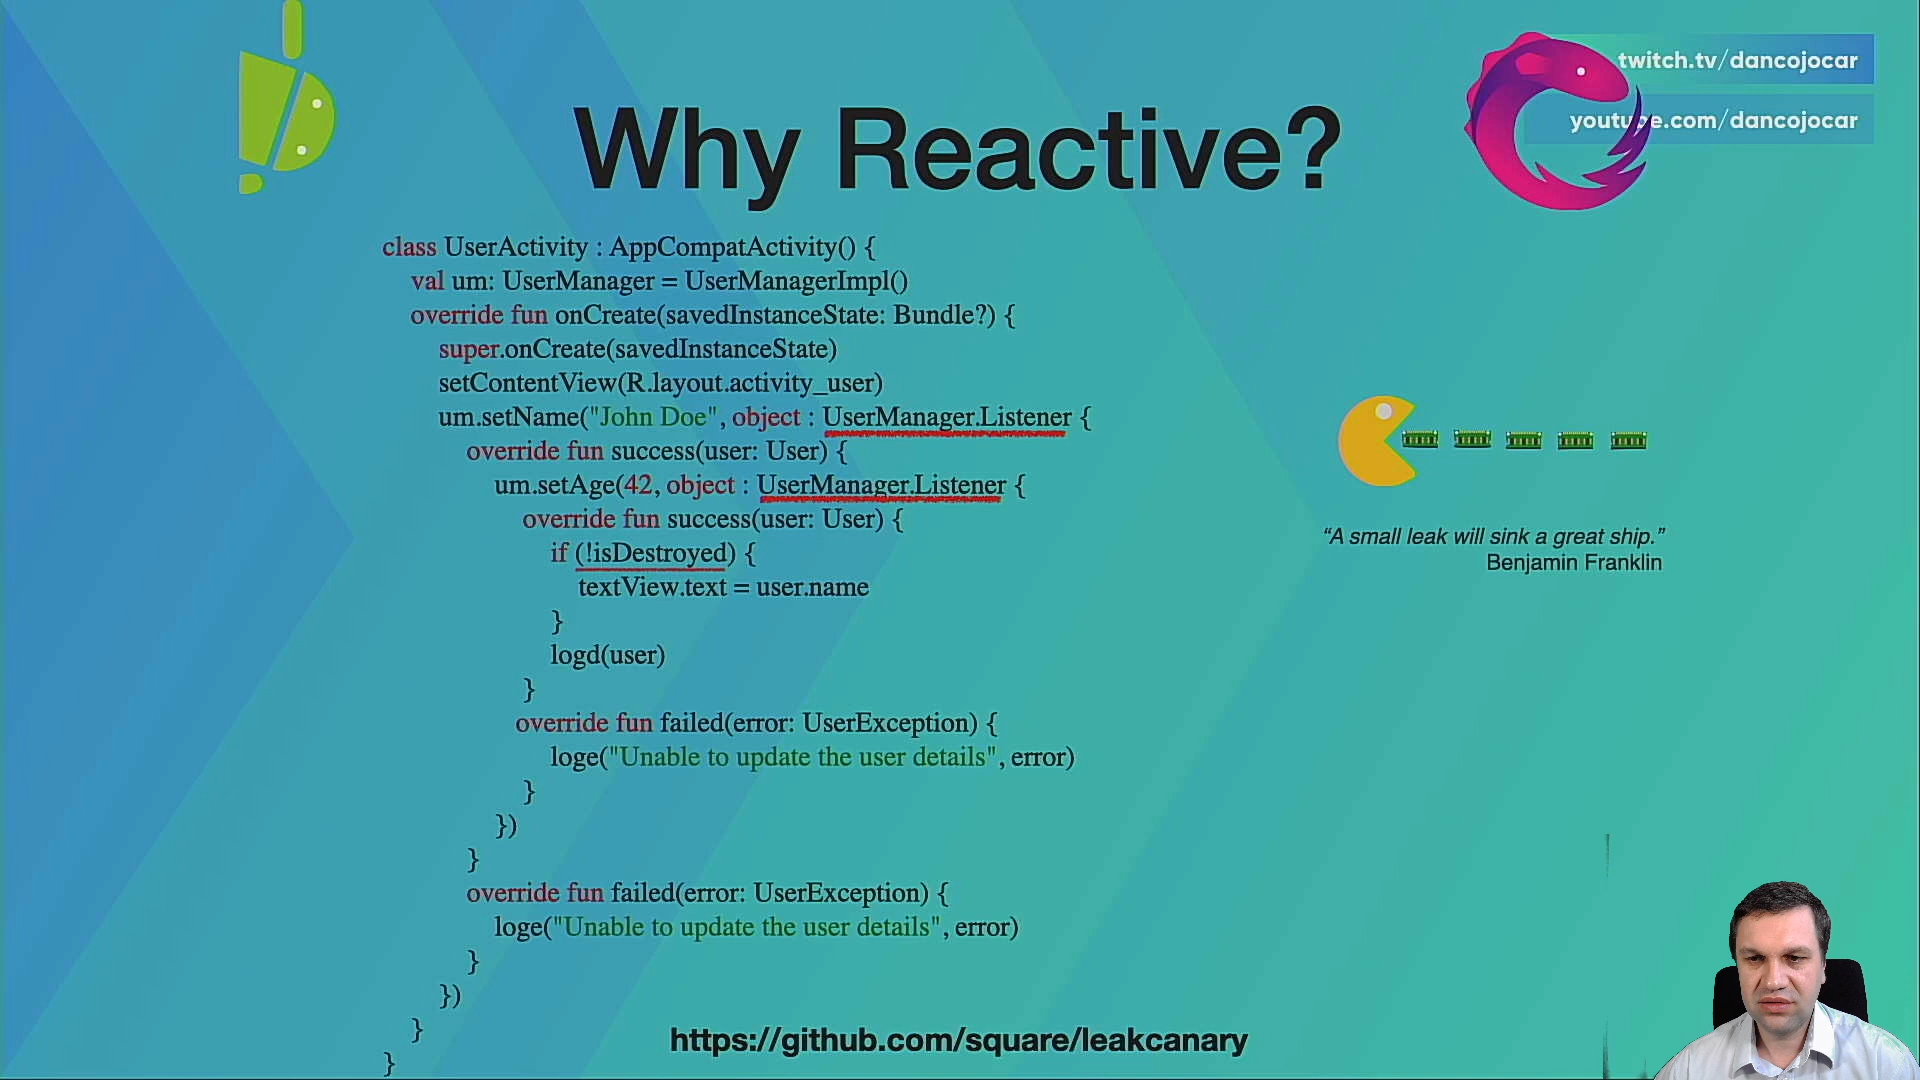 twitch.tv/dancojocar
youtube.com/dancojocar
Why Reactive?
class UserActivity : AppCompatActivity() {
val um: UserManager = UserManagerImpl()
override fun onCreate(savedInstanceState: Bundle?) {
super.onCreate(savedInstanceState)
setContentView(R.layout.activity_user)
um.setName("John Doe", object : UserManager.Listener {
override fun success(user: User) {
um.setAge(42, object : UserManager.Listener {
override fun success(user: User) {
if (!isDestroyed) {
textView.text = user.name
}
logd(user)
}
override fun failed(error: UserException) {
loge("Unable to update the user details", error)
}
})
}
override fun failed(error: UserException) {
loge("Unable to update the user details", error)
}
})
}
}
“A small leak will sink a great ship.”
Benjamin Franklin
https://github.com/square/leakcanary